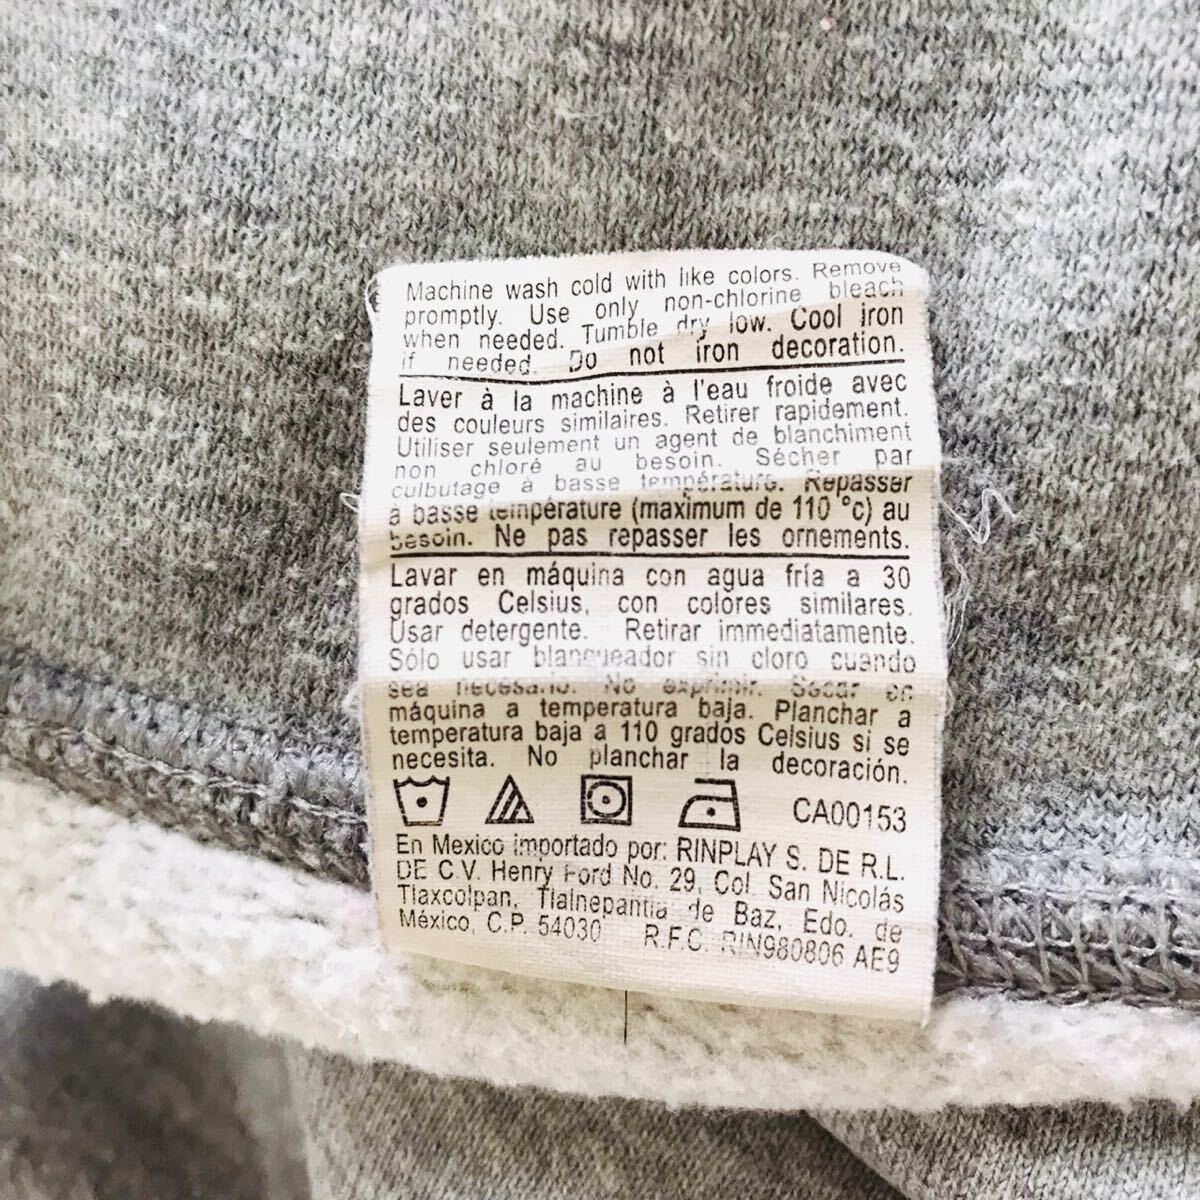 Machine wash cold with like colors. Remove
promptly. Use only non-chlorine bleach
when needed. Tumble dry low. Cool iron
if needed. Do not iron decoration.
Laver à la machine à l'eau froide avec
des couleurs similaires. Retirer rapidement.
Utiliser seulement un agent de blanchiment
non chloré au besoin. Sécher par
culbutage à basse température. Repasser
à basse température (maximum de 110 °c) au
besoin. Ne pas repasser les ornements.
Lavar en máquina con agua fría a 30
grados Celsius, con colores similares.
Usar detergente. Retirar immediatamente.
Sólo usar blanqueador sin cloro cuando
sea necesario. No exprimir. Secar en
máquina a temperatura baja. Planchar a
temperatura baja a 110 grados Celsius si se
necesita. No planchar la decoración.
CA00153
En Mexico importado por: RINPLAY S. DE R.L.
DE C.V. Henry Ford No. 29, Col. San Nicolás
Tlaxcolpan, Tlalnepantla de Baz, Edo. de
México, C.P. 54030 R.F.C. RIN980806 AE9